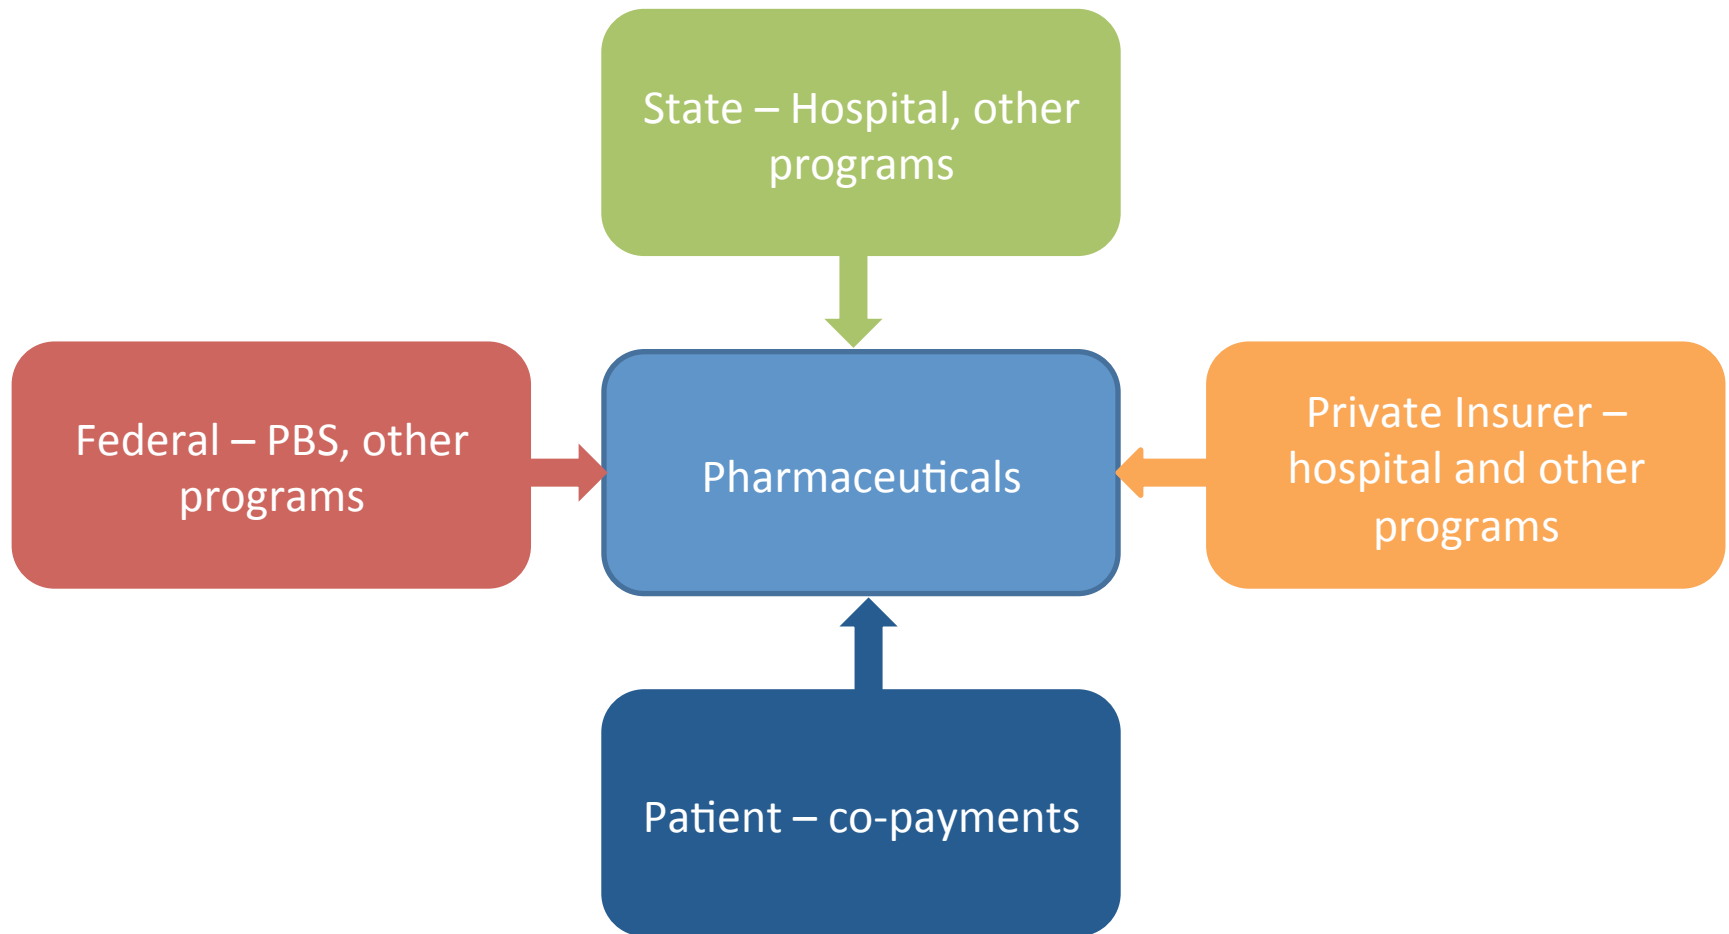 State – Hospital, other
programs
Federal – PBS, other
programs
Pharmaceuticals
Private Insurer –
hospital and other
programs
Patient – co-payments